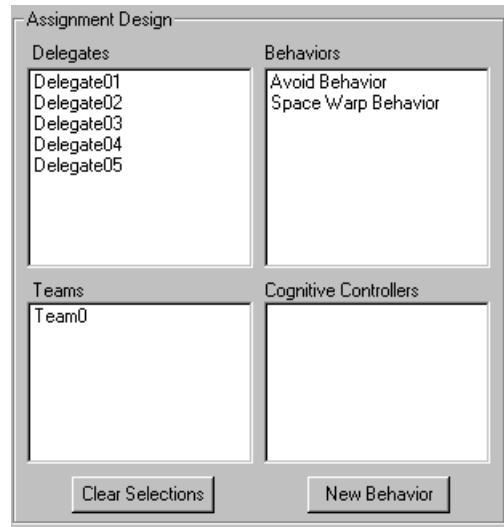 Assignment Design
Delegates
Delegate01
Delegate02
Delegate03
Delegate04
Delegate05
Behaviors
Avoid Behavior
Space Warp Behavior
Teams
Team0
Cognitive Controllers
Clear Selections
New Behavior